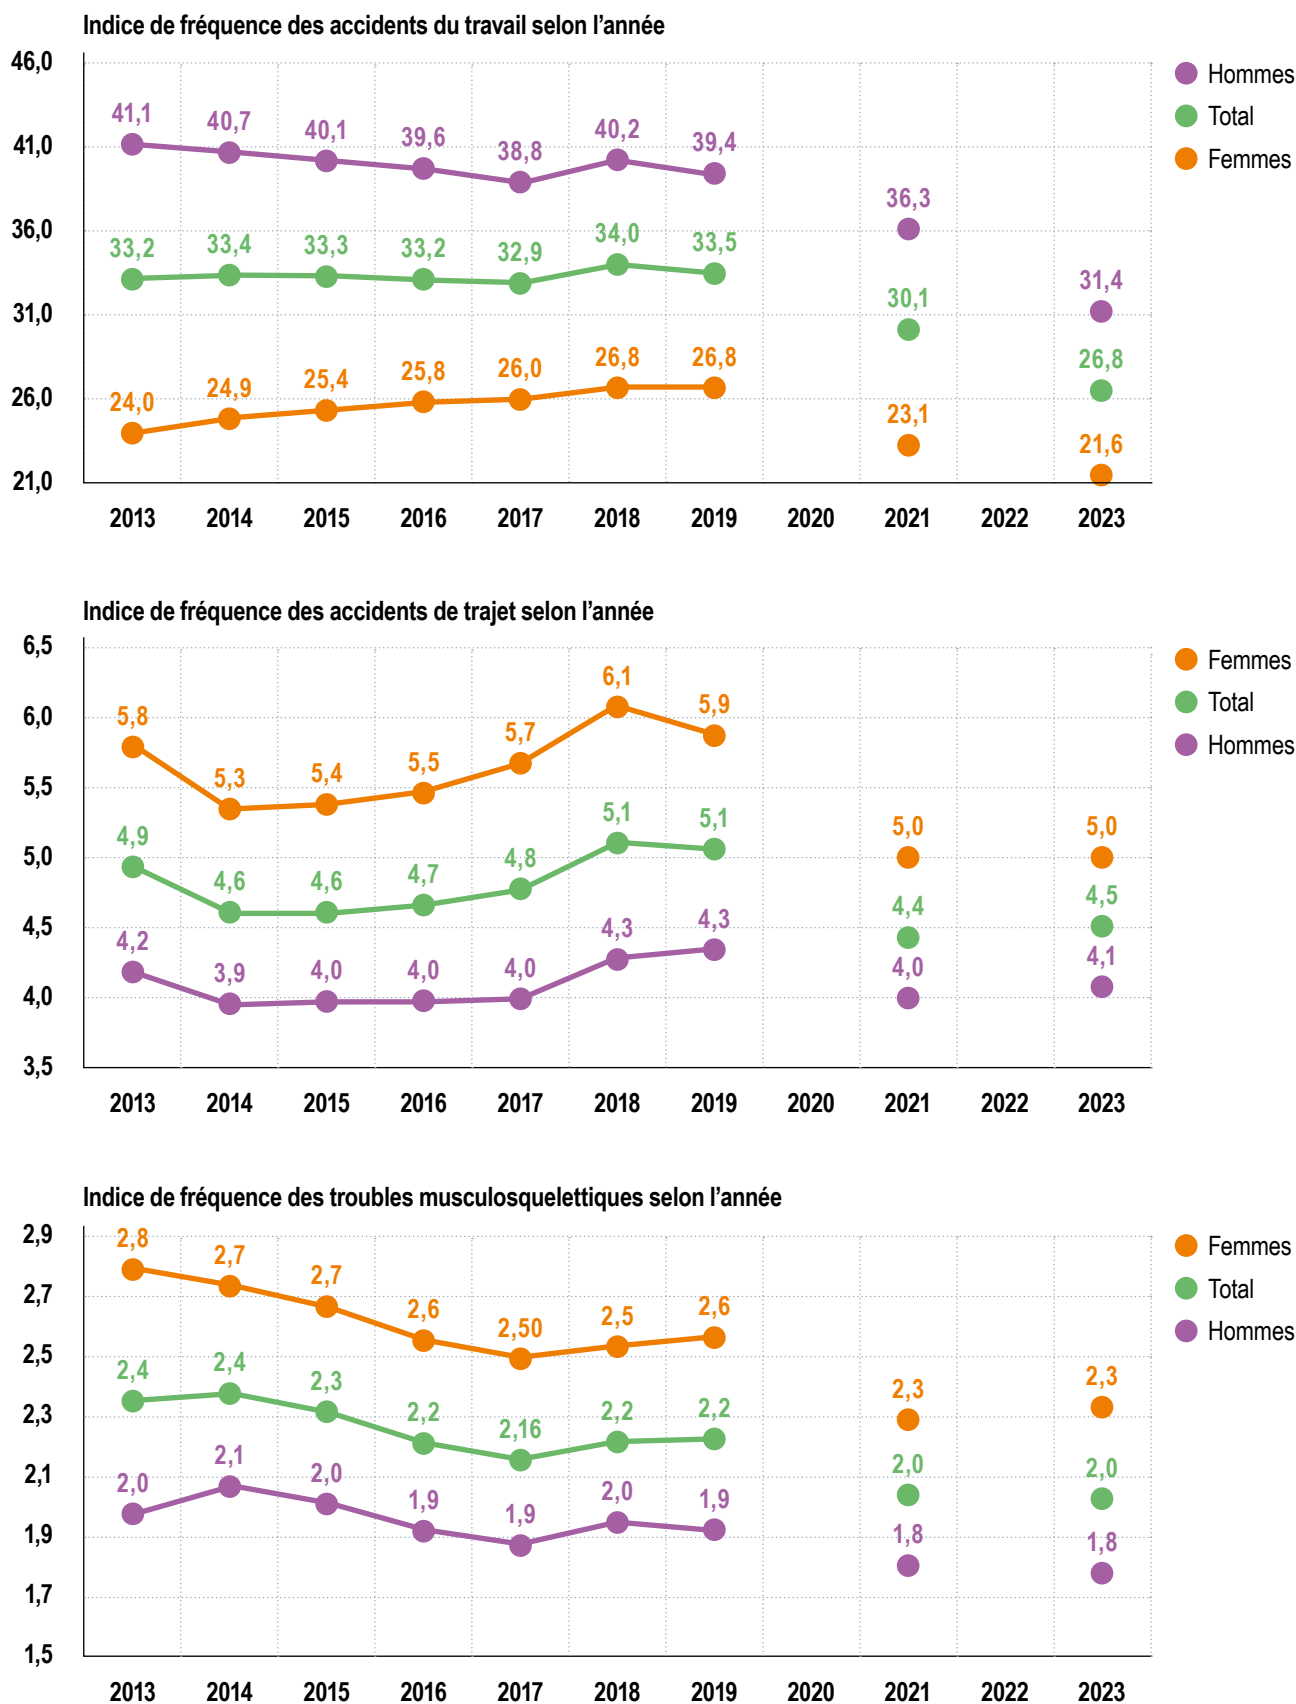 Indice de fréquence des accidents du travail selon l'année
46,0
41,0
36,0
31,0
26,0
21,0
41,1 40,7 40,1 39,6 38,8 40,2 39,4 36,3 31,4
33,2 33,4 33,3 33,2 32,9 34,0 33,5 30,1 26,8
24,0 24,9 25,4 25,8 26,0 26,8 26,8 23,1 21,6
2013 2014 2015 2016 2017 2018 2019 2020 2021 2022 2023
Hommes
Total
Femmes
Indice de fréquence des accidents de trajet selon l'année
6,5
6,0
5,5
5,0
4,5
4,0
3,5
5,8 5,3 5,4 5,5 5,7 6,1 5,9 5,0 5,0
4,9 4,6 4,6 4,7 4,8 5,1 5,1 4,4 4,5
4,2 3,9 4,0 4,0 4,0 4,3 4,3 4,0 4,1
2013 2014 2015 2016 2017 2018 2019 2020 2021 2022 2023
Femmes
Total
Hommes
Indice de fréquence des troubles musculosquelettiques selon l'année
2,9
2,7
2,5
2,3
2,1
1,9
1,7
1,5
2,8 2,7 2,7 2,6 2,50 2,5 2,6 2,3 2,3
2,4 2,4 2,3 2,2 2,16 2,2 2,2 2,0 2,0
2,0 2,1 2,0 1,9 1,9 2,0 1,9 1,8 1,8
2013 2014 2015 2016 2017 2018 2019 2020 2021 2022 2023
Femmes
Total
Hommes